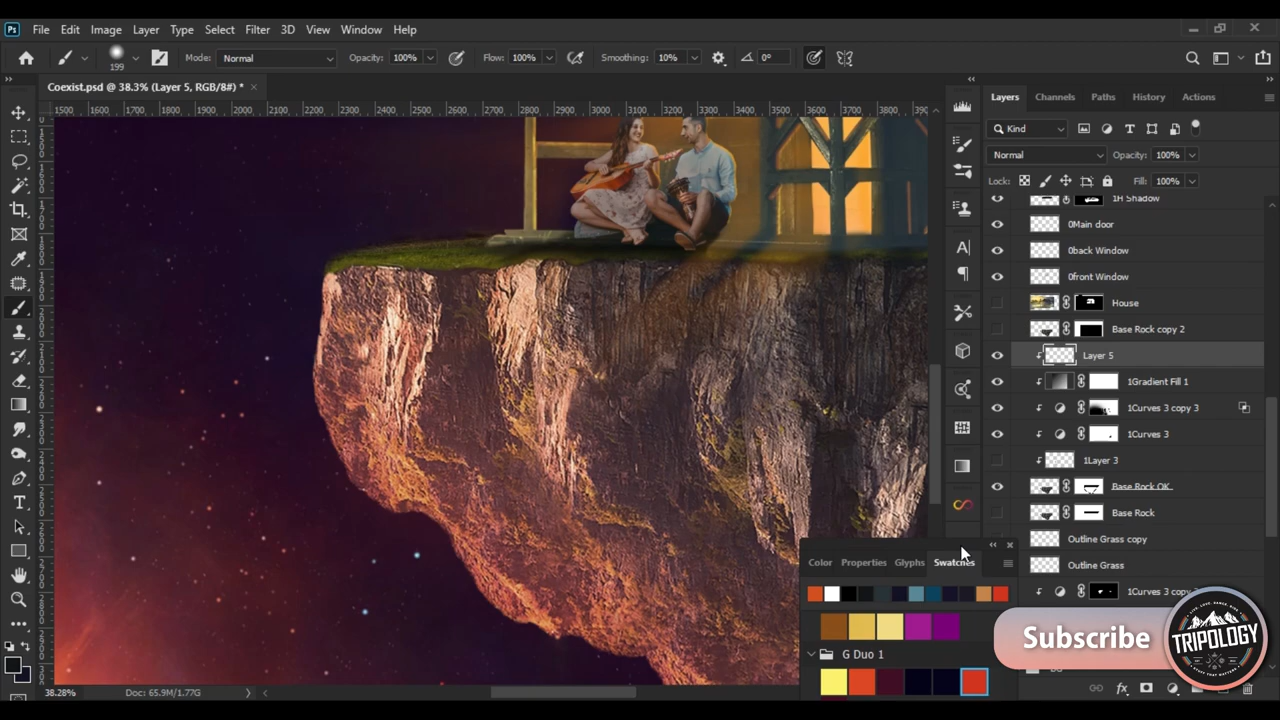 Ps File Edit Image Layer Type Select Filter 3D View Window Help
199 Mode: Normal Opacity: 100% Flow: 100% Smoothing: 10% 0°
Coexist.psd @ 38.3% (Layer 5, RGB/8#) * ×
1500 1600 1700 1800 1900 2000 2100 2200 2300 2400 2500 2600 2700 2800 2900 3000 3100 3200 3300 3400 3500 3600 3700 3800 390
Layers Channels Paths History Actions
Kind
Normal Opacity: 100%
Lock: Fill: 100%
1H Shadow
0Main door
0back Window
0front Window
House
Base Rock copy 2
Layer 5
1Gradient Fill 1
1Curves 3 copy 3
1Curves 3
1Layer 3
Base Rock OK
Base Rock
Outline Grass copy
Outline Grass
Color Properties Glyphs Swatches
G Duo 1
Subscribe
TRIPOLOGY
38.28% Doc: 65.9M/1.77G